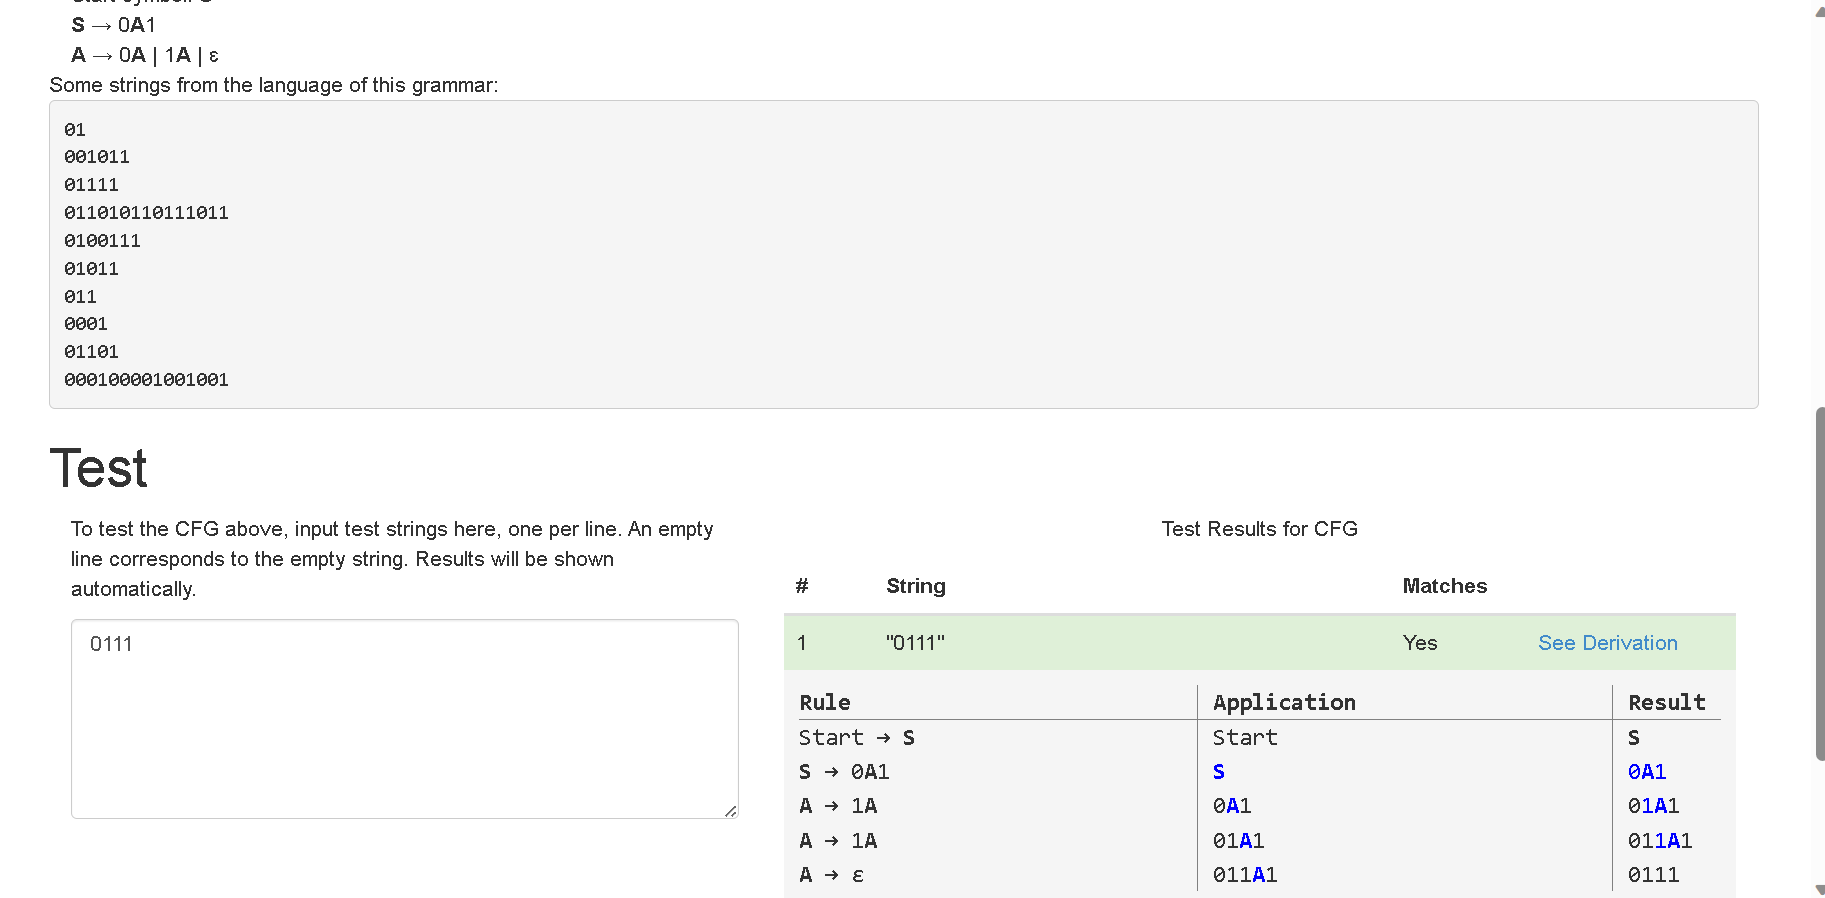 S → 0A1
A → 0A | 1A | ε
Some strings from the language of this grammar:
01
001011
01111
011010110111011
0100111
01011
011
0001
01101
000100001001001
Test
To test the CFG above, input test strings here, one per line. An empty
line corresponds to the empty string. Results will be shown
automatically.
0111
Test Results for CFG
# String Matches
1 "0111" Yes See Derivation
Rule Application Result
Start → S Start S
S → 0A1 S 0A1
A → 1A 0A1 01A1
A → 1A 01A1 011A1
A → ε 011A1 0111